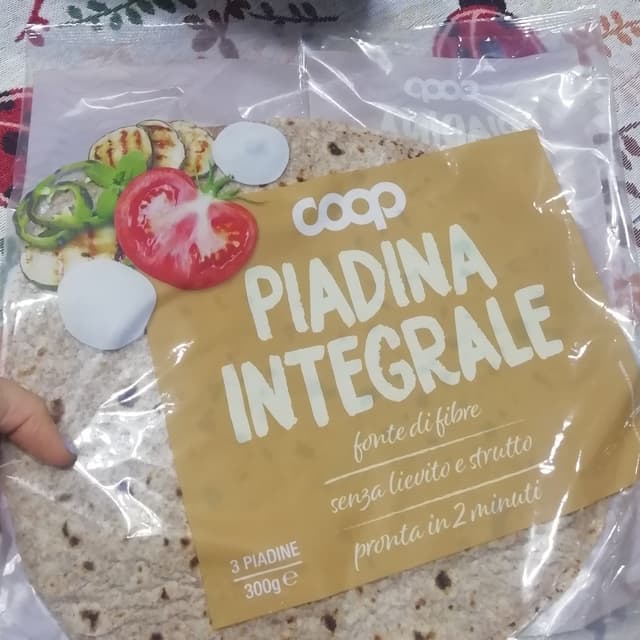 coop
PIADINA
INTEGRALE
fonte di fibre
senza lievito e strutto
pronta in 2 minuti
3 PIADINE
300g e